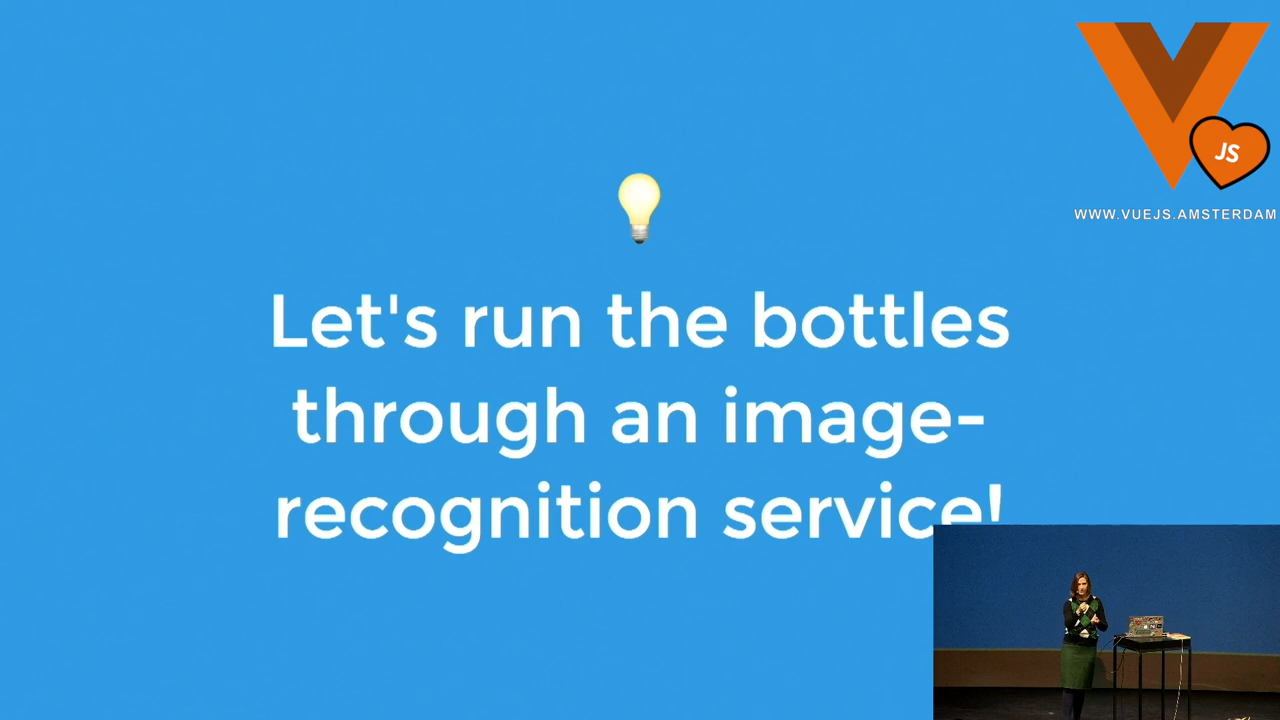 JS
WWW.VUEJS.AMSTERDAM
Let's run the bottles
through an image-
recognition service!